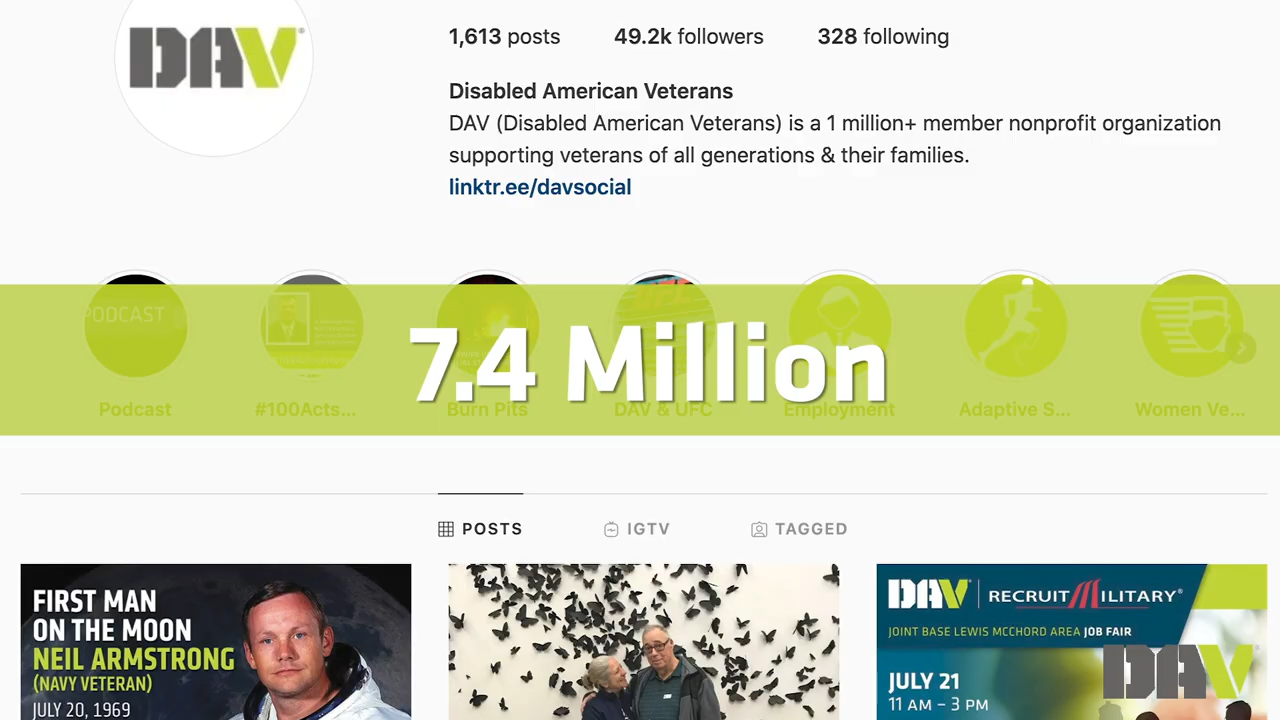 DAV®
1,613 posts 49.2k followers 328 following
Disabled American Veterans
DAV (Disabled American Veterans) is a 1 million+ member nonprofit organization
supporting veterans of all generations & their families.
linktr.ee/davsocial
PODCAST
UFC
7.4 Million
Podcast #100Acts... Burn Pits DAV & UFC Employment Adaptive S... Women Ve...
POSTS IGTV TAGGED
FIRST MAN
ON THE MOON
NEIL ARMSTRONG
(NAVY VETERAN)
JULY 20, 1969
DAV® RECRUITMILITARY®
JOINT BASE LEWIS MCCHORD AREA JOB FAIR
JULY 21
11 AM – 3 PM
DAV